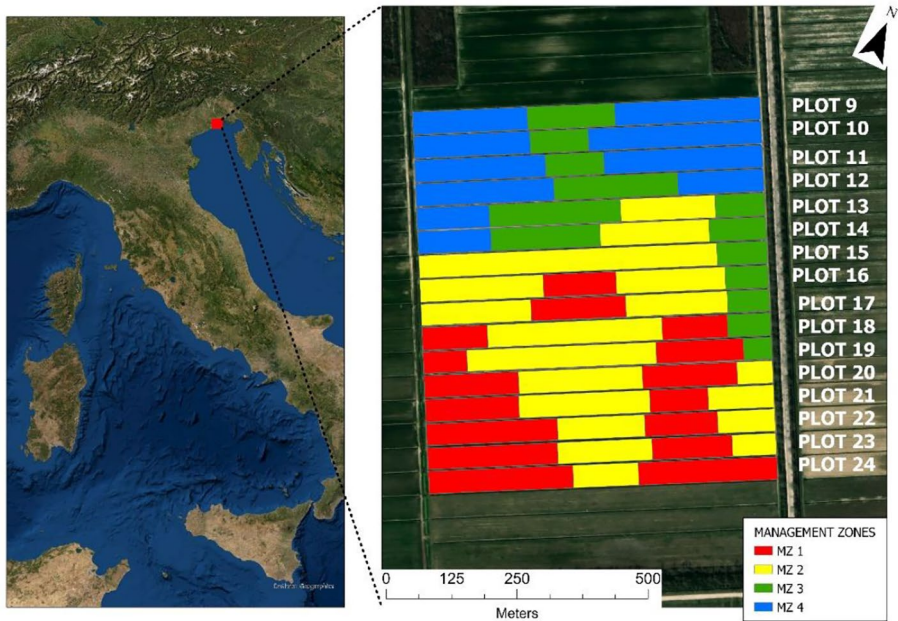 N
PLOT 9
PLOT 10
PLOT 11
PLOT 12
PLOT 13
PLOT 14
PLOT 15
PLOT 16
PLOT 17
PLOT 18
PLOT 19
PLOT 20
PLOT 21
PLOT 22
PLOT 23
PLOT 24
MANAGEMENT ZONES
MZ 1
MZ 2
MZ 3
MZ 4
0 125 250 500
Meters